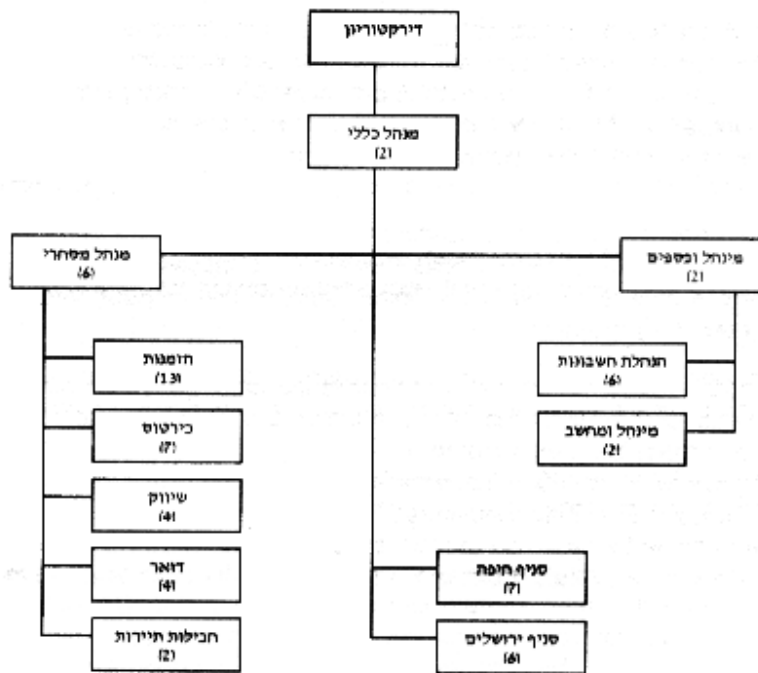 דירקטוריון
מנהל כללי
(2)
מינהל וכספים
(2)
מנהל מסחרי
(6)
הנהלת חשבונות
(6)
מינהל ומחשב
(2)
הזמנות
(13)
כירטוס
(7)
שיווק
(4)
דואר
(4)
חבילות תיירות
(2)
סניף חיפה
(7)
סניף ירושלים
(6)